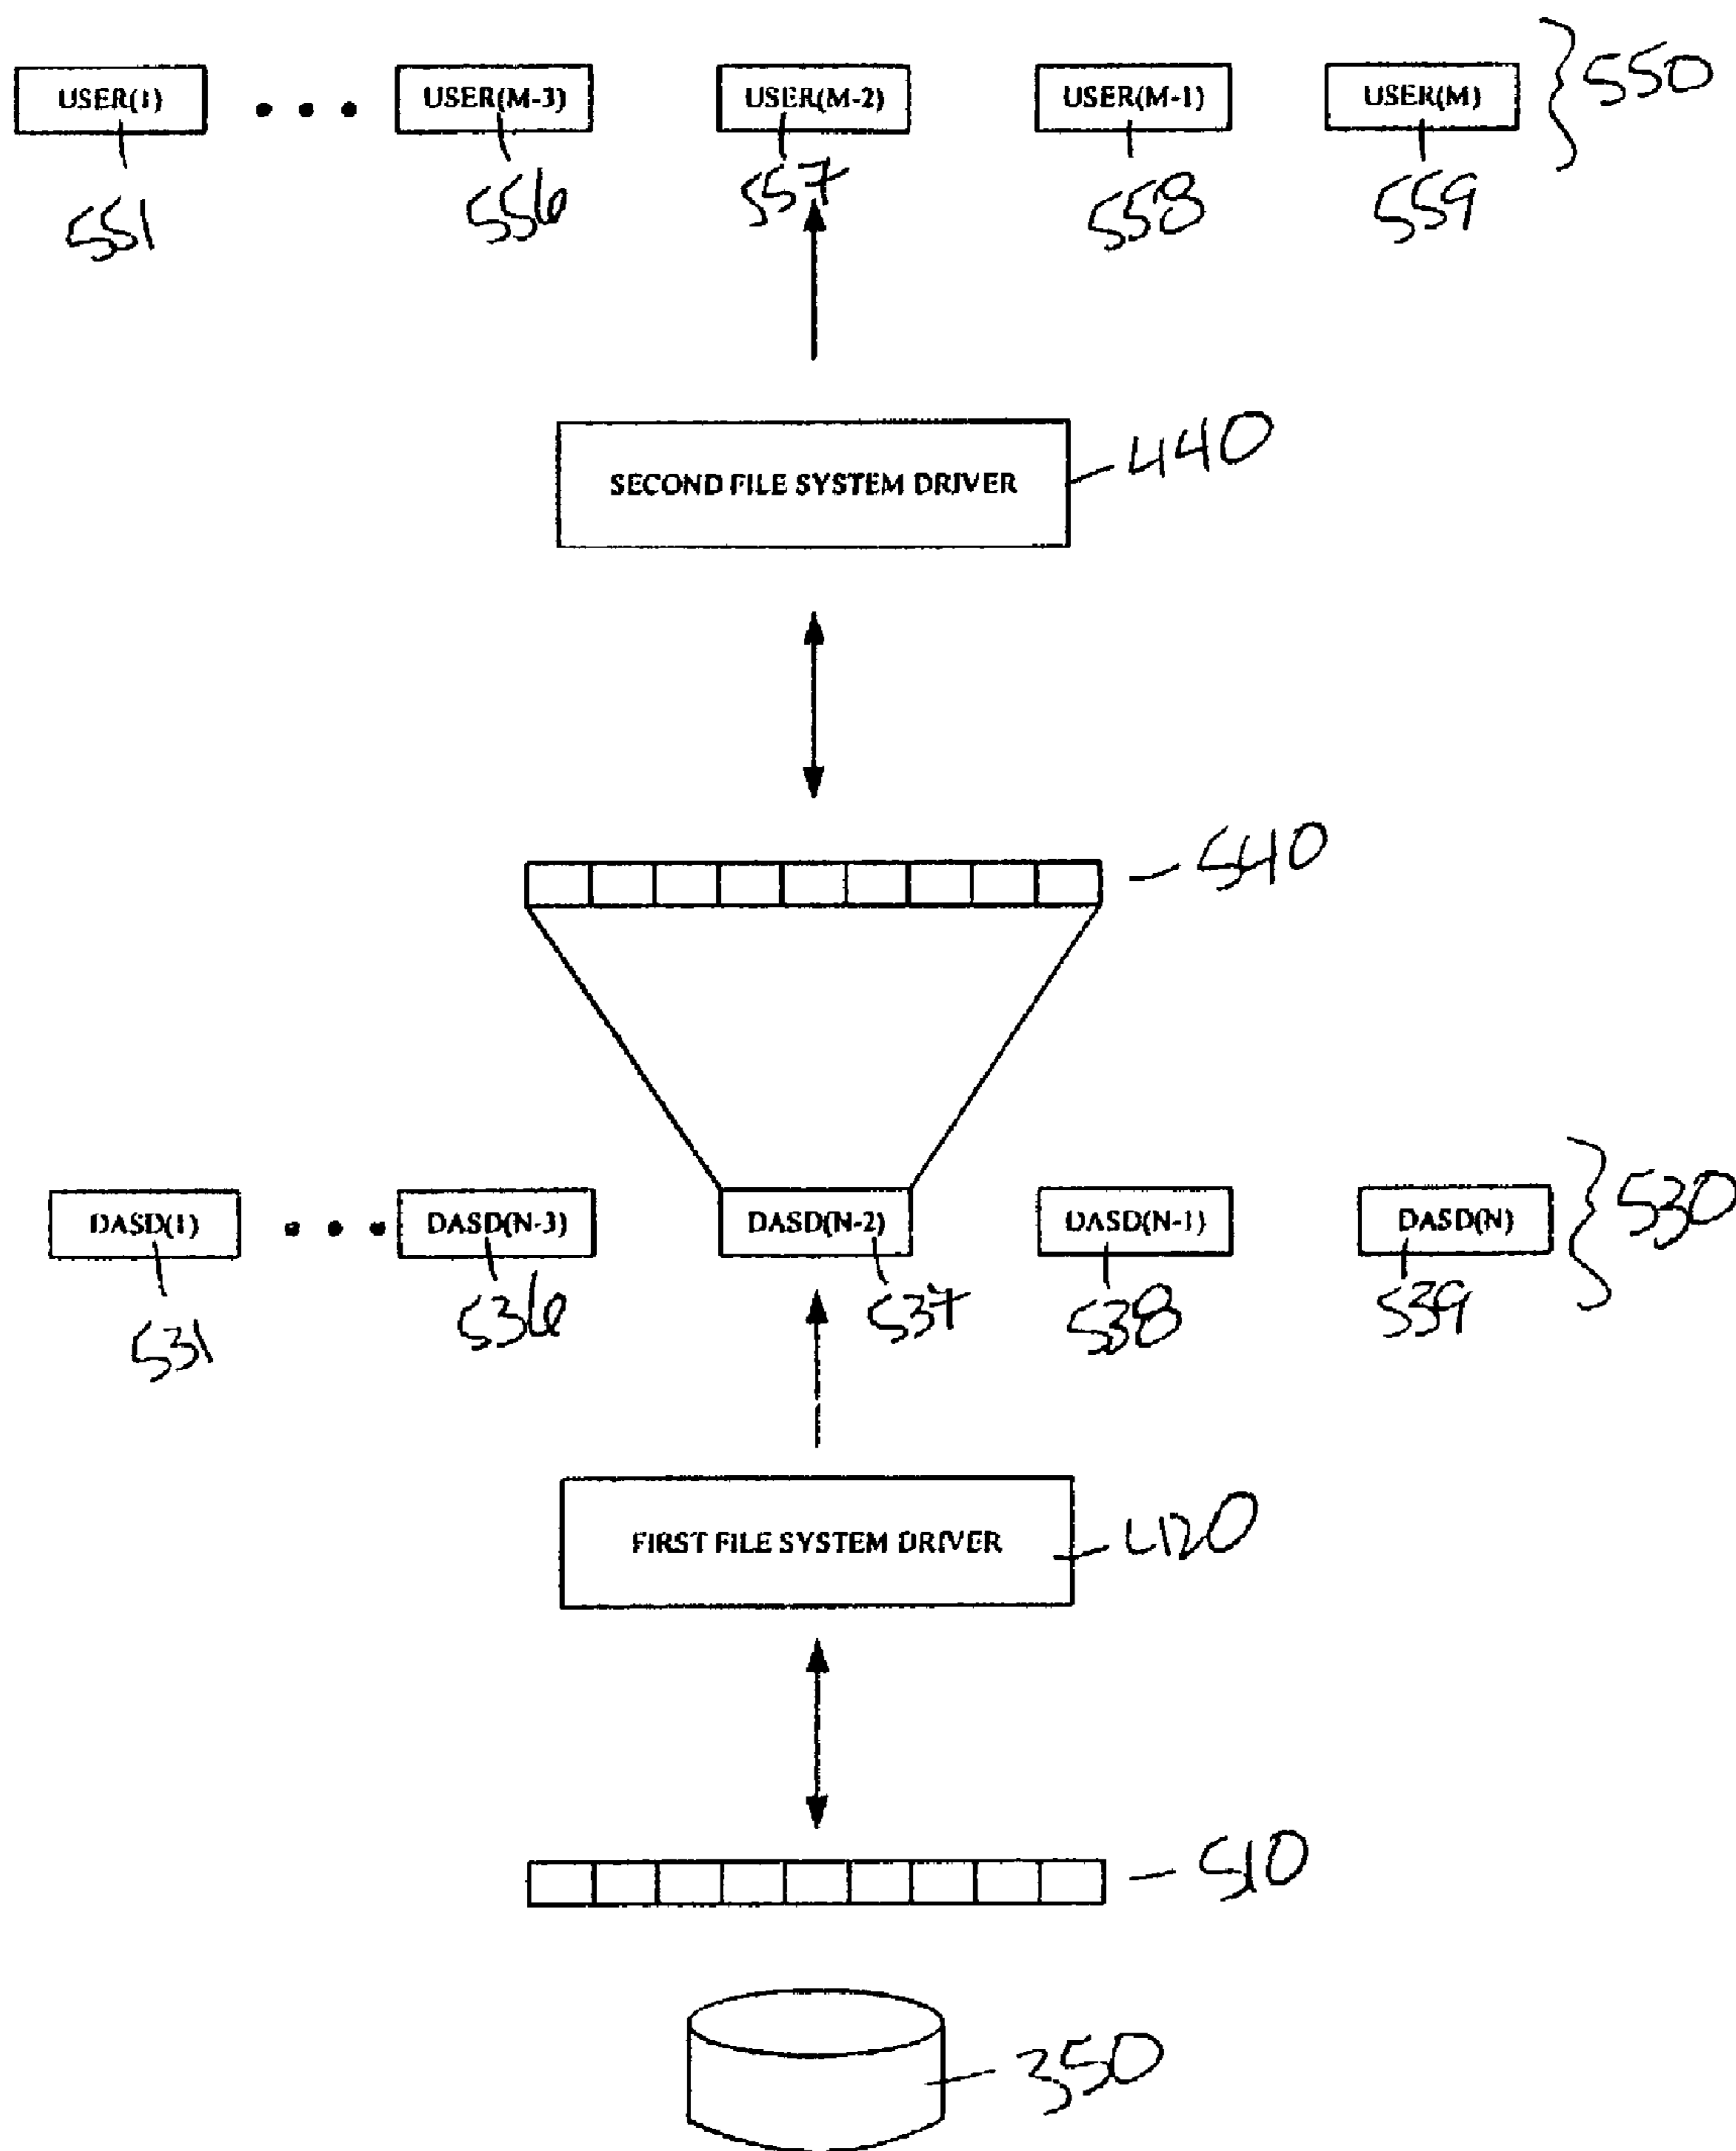 USER(1) • • • USER(M-3) USER(M-2) USER(M-1) USER(M) 550
551 556 557 558 559
SECOND FILE SYSTEM DRIVER 440
540
DASD(1) • • • DASD(N-3) DASD(N-2) DASD(N-1) DASD(N) 530
531 536 537 538 539
FIRST FILE SYSTEM DRIVER 420
510
350